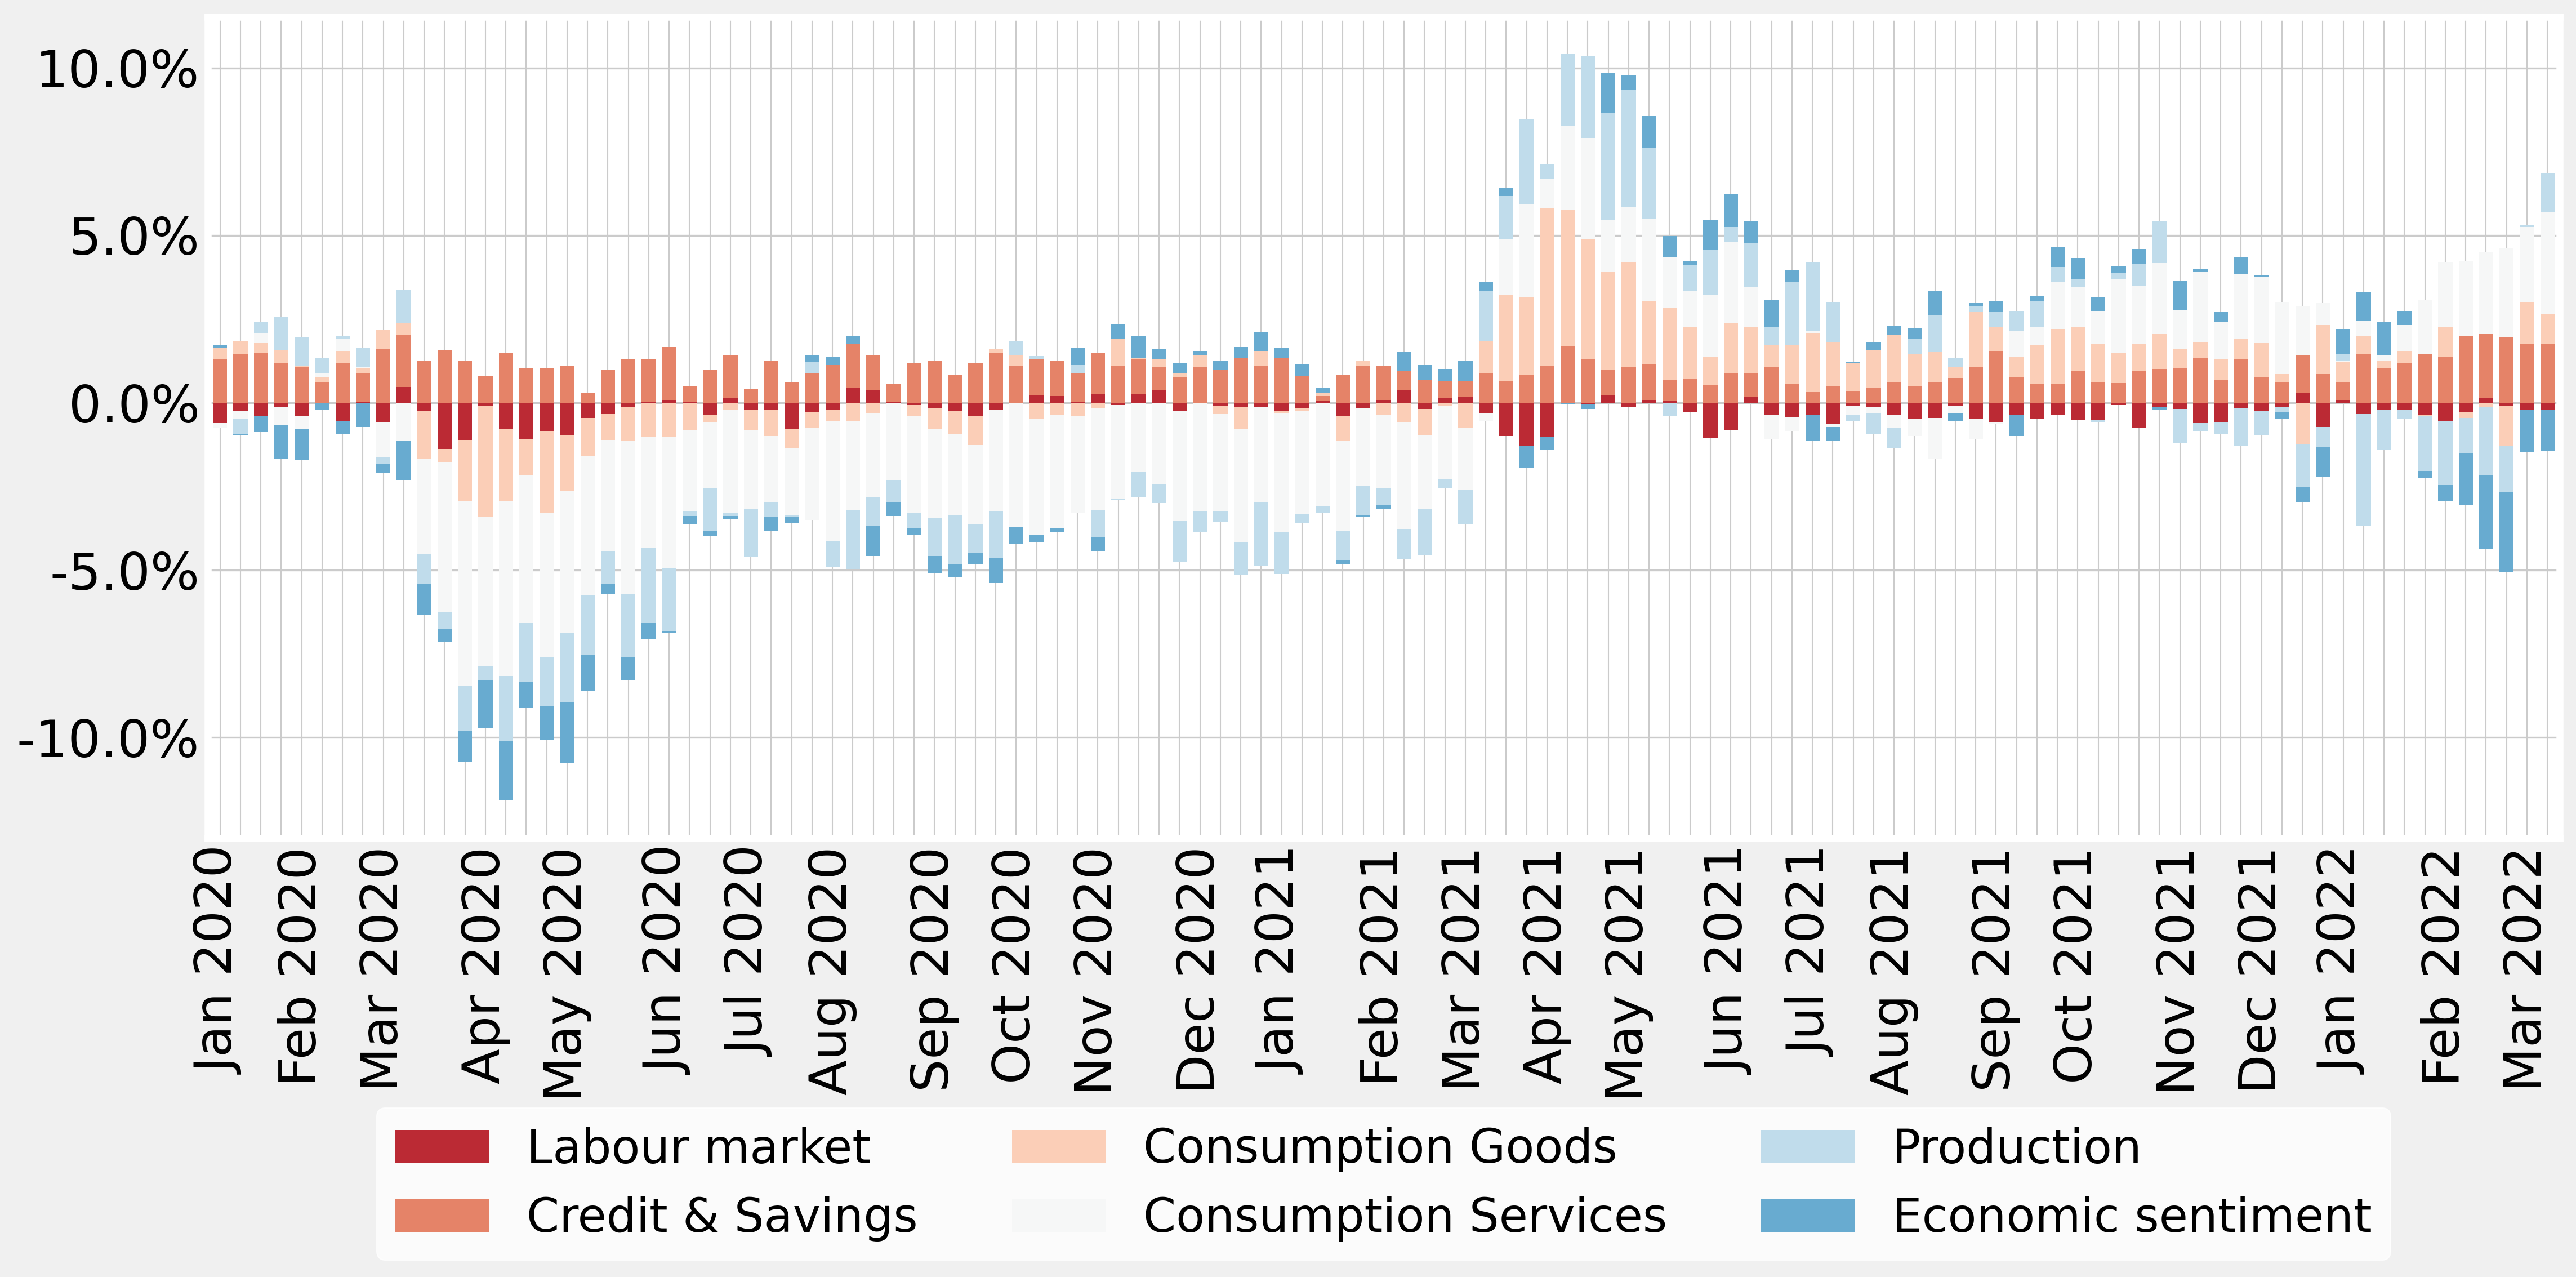 10.0%
5.0%
0.0%
-5.0%
-10.0%
Jan 2020
Feb 2020
Mar 2020
Apr 2020
May 2020
Jun 2020
Jul 2020
Aug 2020
Sep 2020
Oct 2020
Nov 2020
Dec 2020
Jan 2021
Feb 2021
Mar 2021
Apr 2021
May 2021
Jun 2021
Jul 2021
Aug 2021
Sep 2021
Oct 2021
Nov 2021
Dec 2021
Jan 2022
Feb 2022
Mar 2022
Labour market
Credit & Savings
Consumption Goods
Consumption Services
Production
Economic sentiment